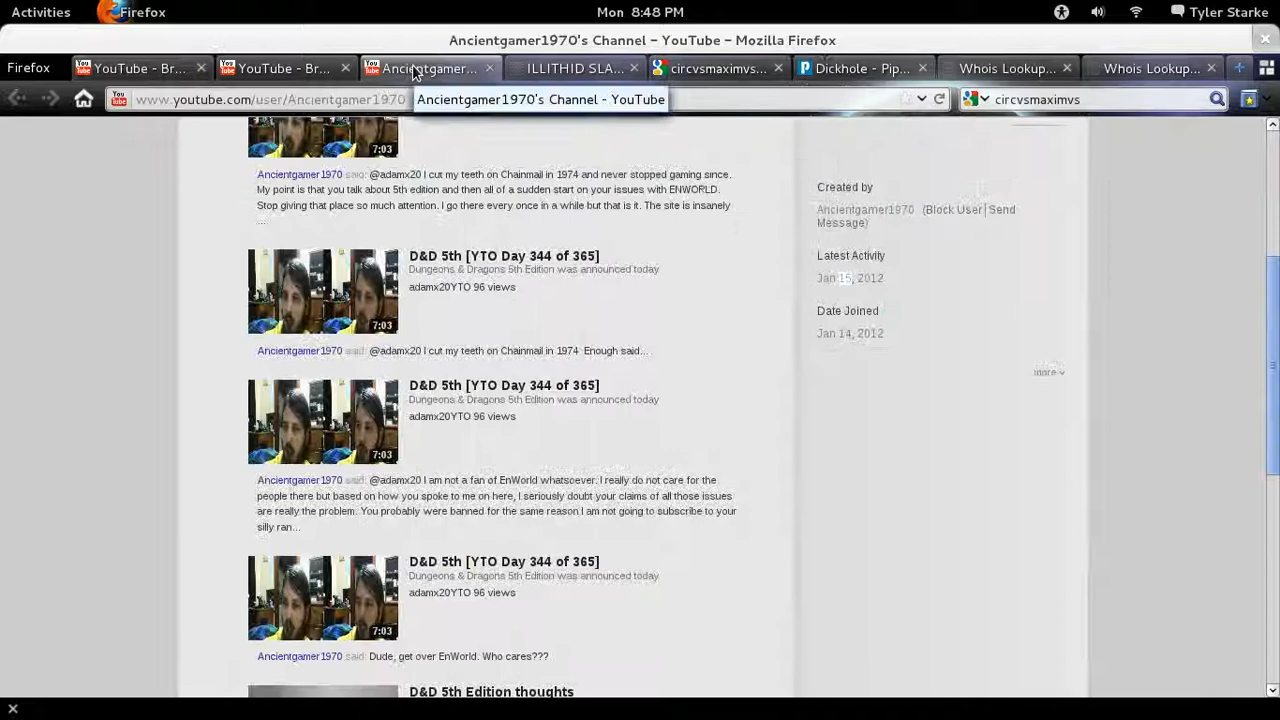 Activities Firefox Mon 8:48 PM Tyler Starke
Ancientgamer1970's Channel – YouTube – Mozilla Firefox
Firefox YouTube - Br... YouTube - Br... Ancientgamer... ILLITHID SLA... circvsmaximvs... Dickhole - Pip... Whois Lookup... Whois Lookup...
www.youtube.com/user/Ancientgamer1970 Ancientgamer1970's Channel - YouTube circvsmaximvs
7:03
Ancientgamer1970 said: @adamx20 I cut my teeth on Chainmail in 1974 and never stopped gaming since.
My point is that you talk about 5th edition and then all of a sudden start on your issues with ENWORLD.
Stop giving that place so much attention. I go there every once in a while but that is it. The site is insanely
...
D&D 5th [YTO Day 344 of 365]
Dungeons & Dragons 5th Edition was announced today
adamx20YTO 96 views
7:03
Ancientgamer1970 said: @adamx20 I cut my teeth on Chainmail in 1974 Enough said...
D&D 5th [YTO Day 344 of 365]
Dungeons & Dragons 5th Edition was announced today
adamx20YTO 96 views
7:03
Ancientgamer1970 said: @adamx20 I am not a fan of EnWorld whatsoever. I really do not care for the
people there but based on how you spoke to me on here, I seriously doubt your claims of all those issues
are really the problem. You probably were banned for the same reason I am not going to subscribe to your
silly ran...
D&D 5th [YTO Day 344 of 365]
Dungeons & Dragons 5th Edition was announced today
adamx20YTO 96 views
7:03
Ancientgamer1970 said: Dude, get over EnWorld. Who cares???
D&D 5th Edition thoughts
Created by
Ancientgamer1970 (Block User|Send
Message)
Latest Activity
Jan 15, 2012
Date Joined
Jan 14, 2012
more